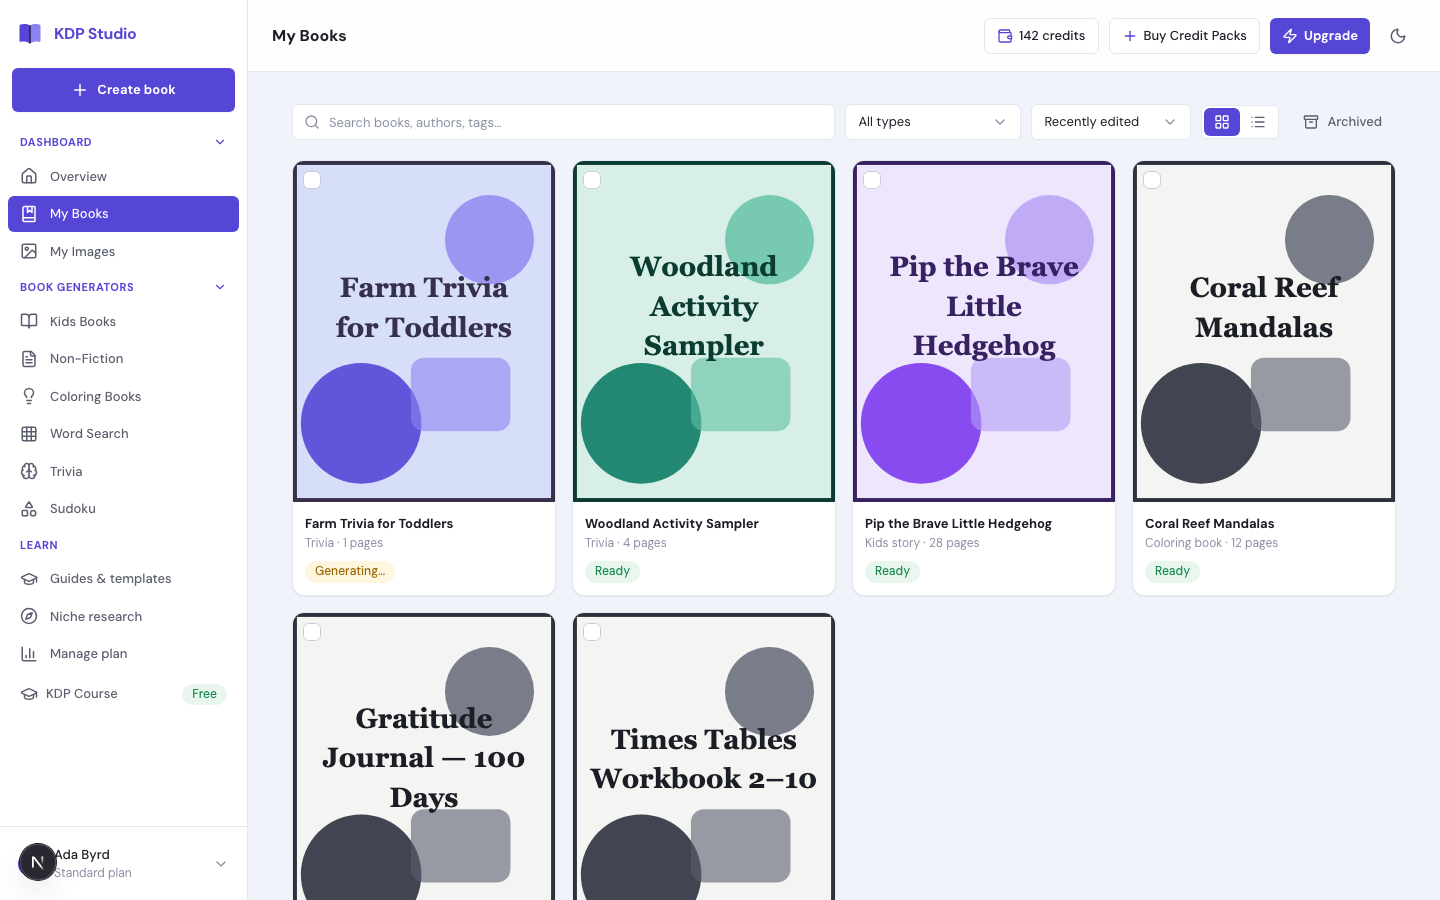 KDP Studio
Create book
DASHBOARD
Overview
My Books
My Images
BOOK GENERATORS
Kids Books
Non-Fiction
Coloring Books
Word Search
Trivia
Sudoku
LEARN
Guides & templates
Niche research
Manage plan
KDP Course
Free
N
Ada Byrd
Standard plan
My Books
142 credits
Buy Credit Packs
Upgrade
Search books, authors, tags…
All types
Recently edited
Archived
Farm Trivia
for Toddlers
Farm Trivia for Toddlers
Trivia · 1 pages
Generating…
Woodland
Activity
Sampler
Woodland Activity Sampler
Trivia · 4 pages
Ready
Pip the Brave
Little
Hedgehog
Pip the Brave Little Hedgehog
Kids story · 28 pages
Ready
Coral Reef
Mandalas
Coral Reef Mandalas
Coloring book · 12 pages
Ready
Gratitude
Journal — 100
Days
Times Tables
Workbook 2–10